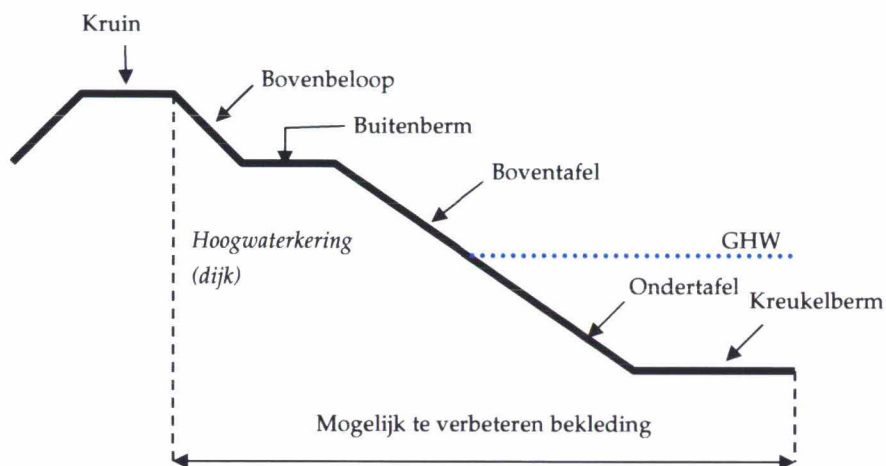 Kruin
Bovenbeloop
Buitenberm
Boventafel
Hoogwaterkering
(dijk)
GHW
Ondertafel
Kreukelberm
Mogelijk te verbeteren bekleding